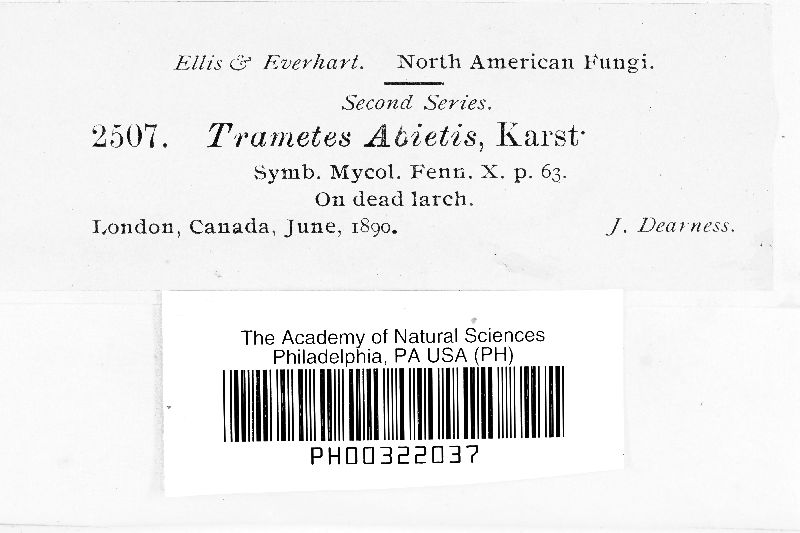 Ellis & Everhart. North American Fungi.
Second Series.
2507. Trametes Abietis, Karst.
Symb. Mycol. Fenn. X. p. 63.
On dead larch.
London, Canada, June, 1890. J. Dearness.
The Academy of Natural Sciences
Philadelphia, PA USA (PH)
PH00322037